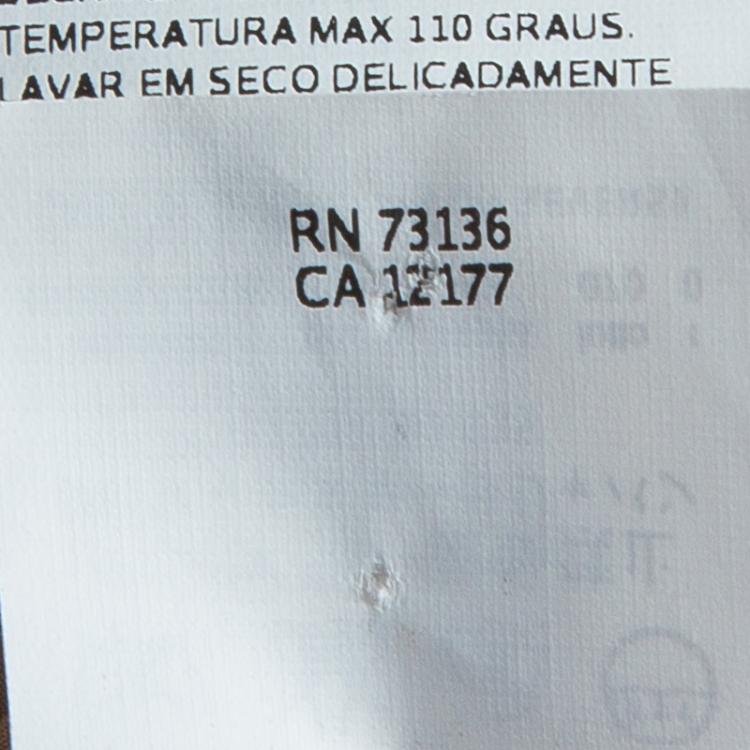 TEMPERATURA MAX 110 GRAUS.
LAVAR EM SECO DELICADAMENTE
RN 73136
CA 12177